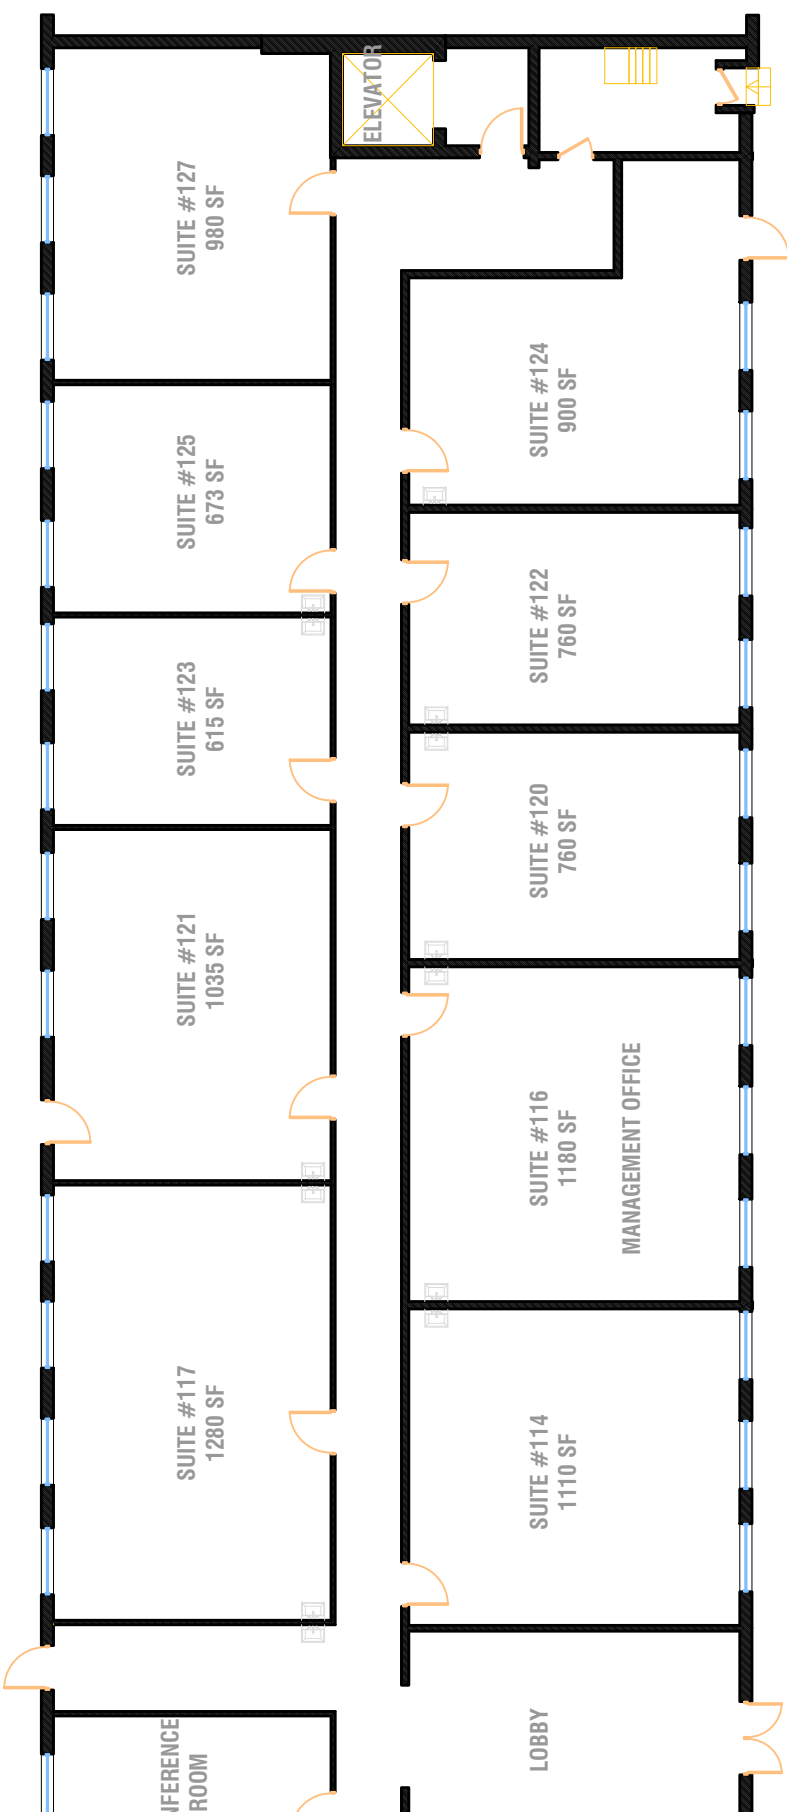 ELEVATOR
SUITE #127
980 SF
SUITE #124
900 SF
SUITE #125
673 SF
SUITE #122
760 SF
SUITE #123
615 SF
SUITE #120
760 SF
SUITE #121
1035 SF
SUITE #116
1180 SF
MANAGEMENT OFFICE
SUITE #117
1280 SF
SUITE #114
1110 SF
NFERENCE
ROOM
LOBBY